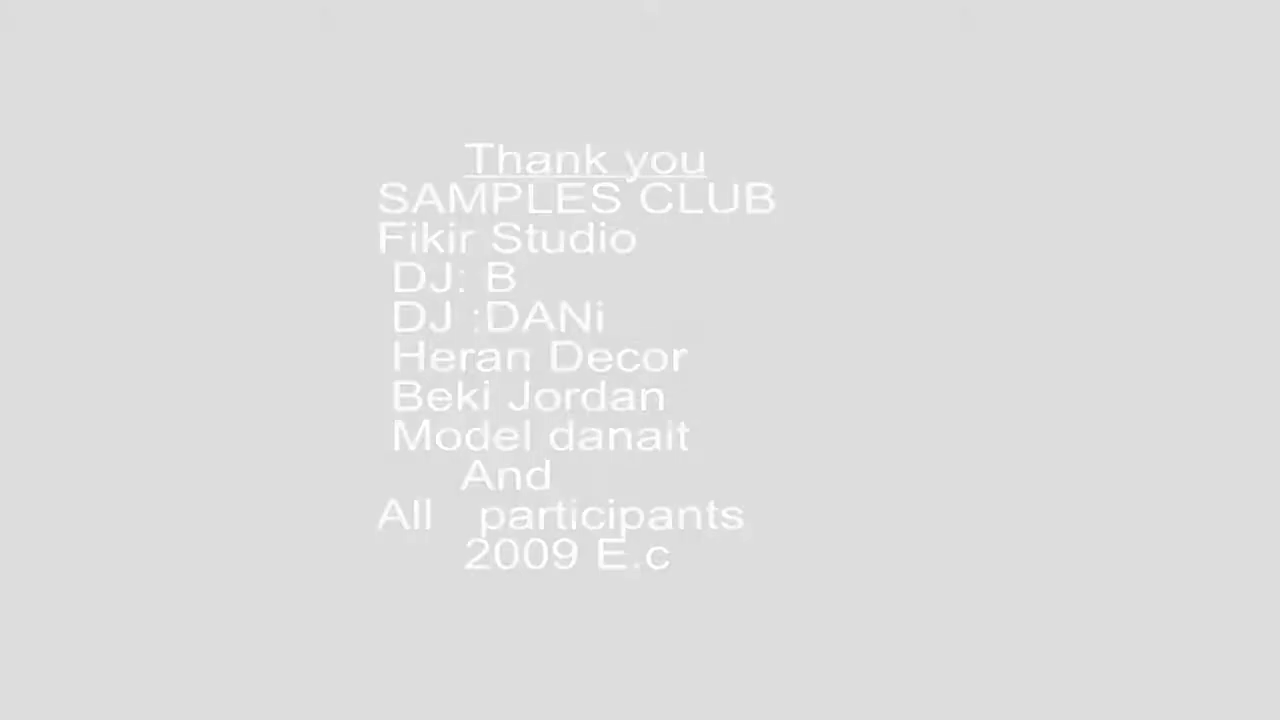 Thank you
SAMPLES CLUB
Fikir Studio
DJ: B
DJ :DANi
Heran Decor
Beki Jordan
Model danait
And
All participants
2009 E.c